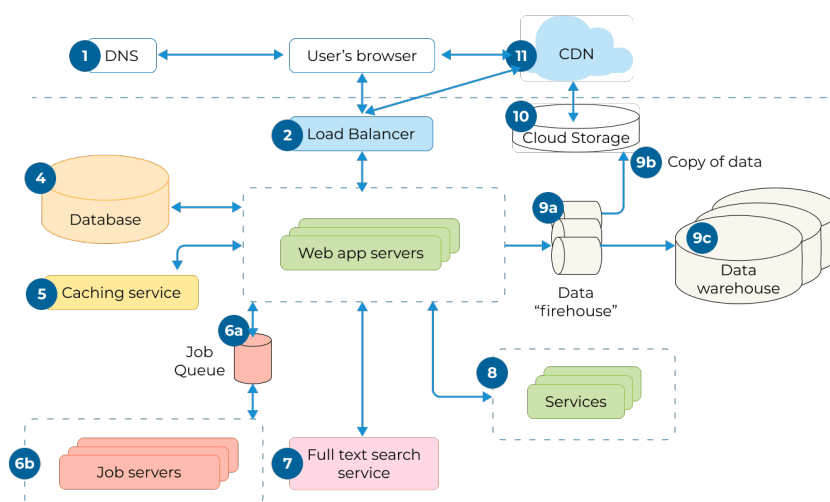 1 DNS
User's browser
11 CDN
2 Load Balancer
10
Cloud Storage
4
Database
9b Copy of data
9a
9c
Web app servers
Data
warehouse
5 Caching service
Data
“firehouse”
6a
Job
Queue
8
Services
6b Job servers
7 Full text search
service